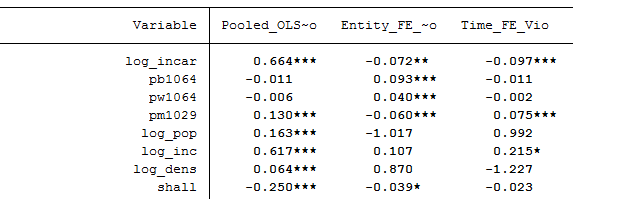 Variable Pooled_OLS~o Entity_FE_~o Time_FE_Vio
log_incar 0.664*** -0.072** -0.097***
pb1064 -0.011 0.093*** -0.011
pw1064 -0.006 0.040*** -0.002
pm1029 0.130*** -0.060*** 0.075***
log_pop 0.163*** -1.017 0.992
log_inc 0.617*** 0.107 0.215*
log_dens 0.064*** 0.870 -1.227
shall -0.250*** -0.039* -0.023